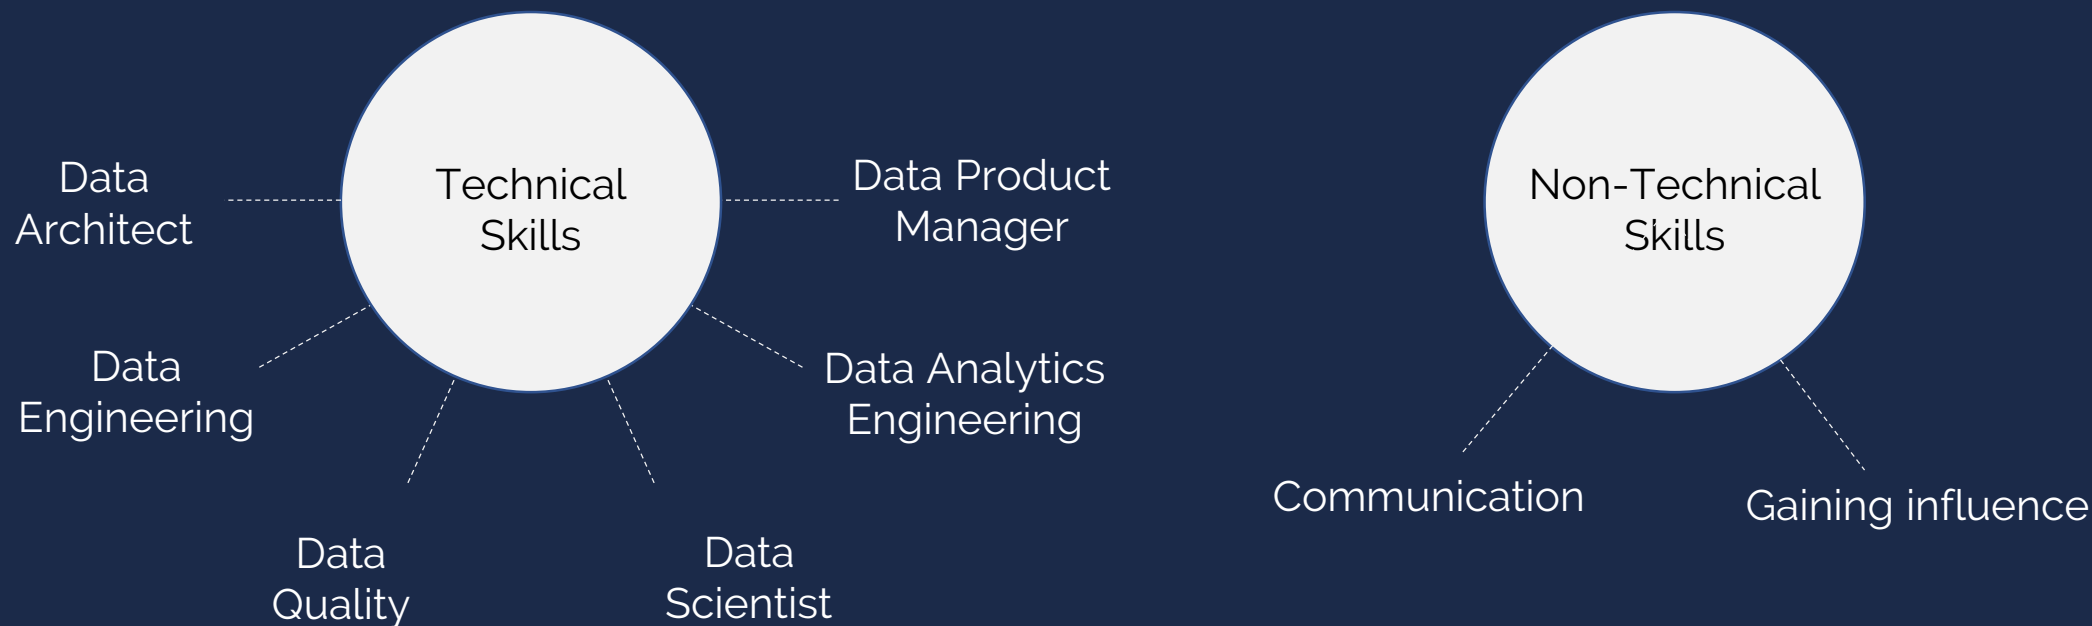 Technical
Skills
Data
Architect
Data
Engineering
Data
Quality
Data
Scientist
Data Analytics
Engineering
Data Product
Manager
Non-Technical
Skills
Communication
Gaining influence